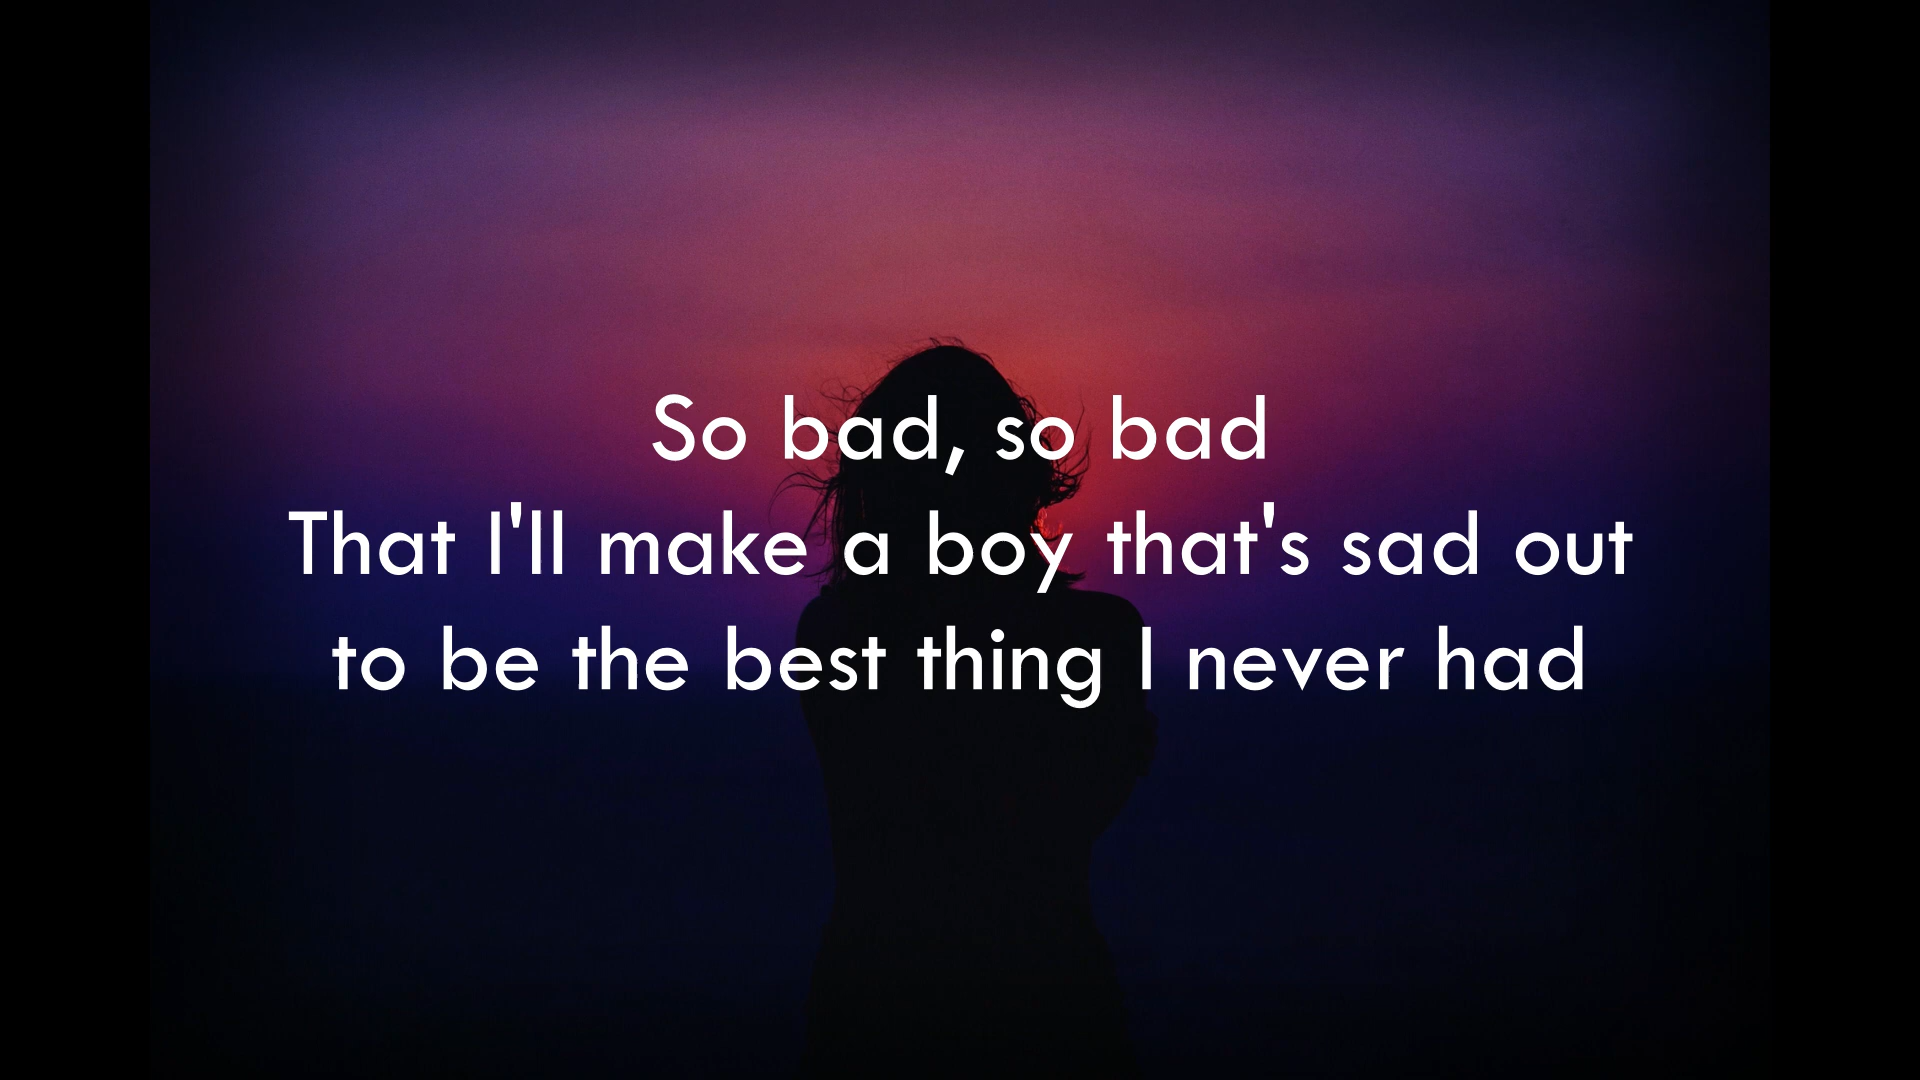 So bad, so bad
That I'll make a boy that's sad out
to be the best thing I never had